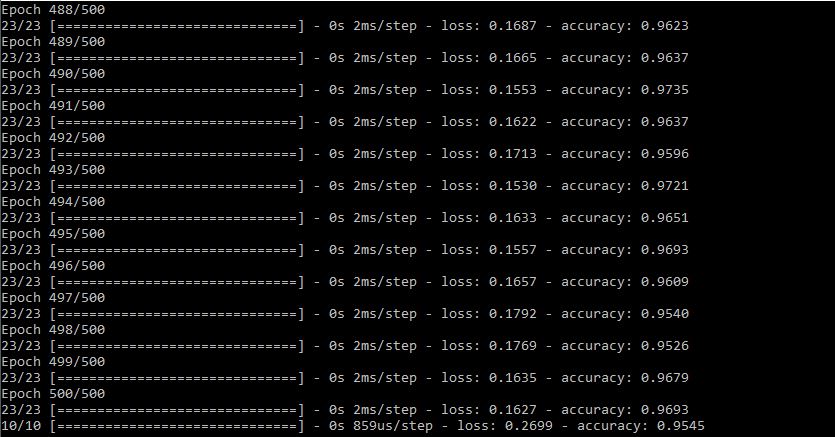 Epoch 488/500
23/23 [==============================] - 0s 2ms/step - loss: 0.1687 - accuracy: 0.9623
Epoch 489/500
23/23 [==============================] - 0s 2ms/step - loss: 0.1665 - accuracy: 0.9637
Epoch 490/500
23/23 [==============================] - 0s 2ms/step - loss: 0.1553 - accuracy: 0.9735
Epoch 491/500
23/23 [==============================] - 0s 2ms/step - loss: 0.1622 - accuracy: 0.9637
Epoch 492/500
23/23 [==============================] - 0s 2ms/step - loss: 0.1713 - accuracy: 0.9596
Epoch 493/500
23/23 [==============================] - 0s 2ms/step - loss: 0.1530 - accuracy: 0.9721
Epoch 494/500
23/23 [==============================] - 0s 2ms/step - loss: 0.1633 - accuracy: 0.9651
Epoch 495/500
23/23 [==============================] - 0s 2ms/step - loss: 0.1557 - accuracy: 0.9693
Epoch 496/500
23/23 [==============================] - 0s 2ms/step - loss: 0.1657 - accuracy: 0.9609
Epoch 497/500
23/23 [==============================] - 0s 2ms/step - loss: 0.1792 - accuracy: 0.9540
Epoch 498/500
23/23 [==============================] - 0s 2ms/step - loss: 0.1769 - accuracy: 0.9526
Epoch 499/500
23/23 [==============================] - 0s 2ms/step - loss: 0.1635 - accuracy: 0.9679
Epoch 500/500
23/23 [==============================] - 0s 2ms/step - loss: 0.1627 - accuracy: 0.9693
10/10 [==============================] - 0s 859us/step - loss: 0.2699 - accuracy: 0.9545